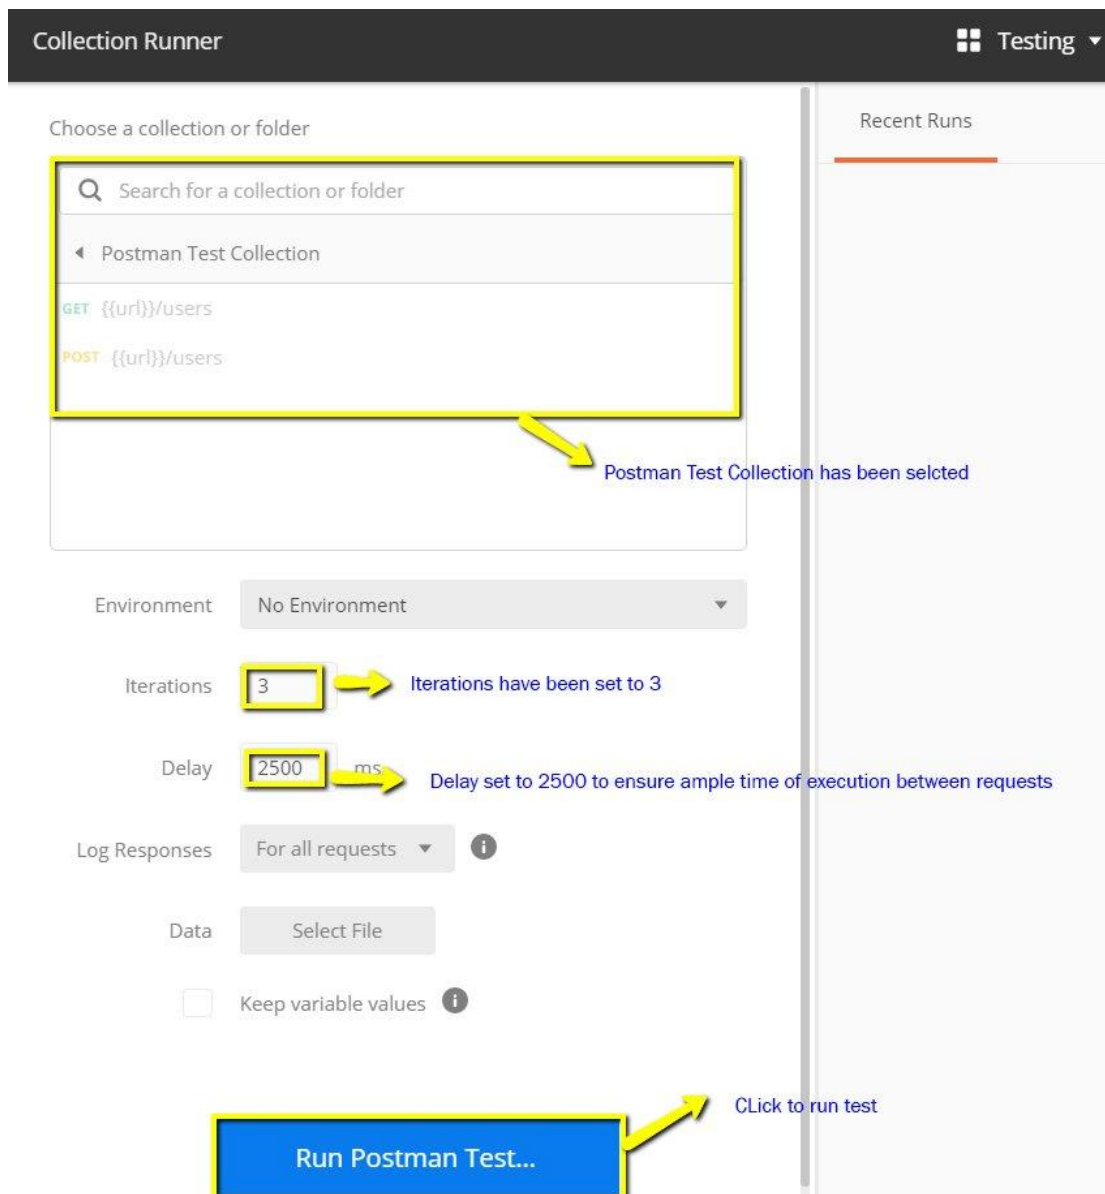 Collection Runner
Testing
Choose a collection or folder
Recent Runs
Search for a collection or folder
Postman Test Collection
GET {{url}}/users
POST {{url}}/users
Postman Test Collection has been selcted
Environment No Environment
Iterations 3 Iterations have been set to 3
Delay 2500 ms Delay set to 2500 to ensure ample time of execution between requests
Log Responses For all requests
Data Select File
Keep variable values
CLick to run test
Run Postman Test...